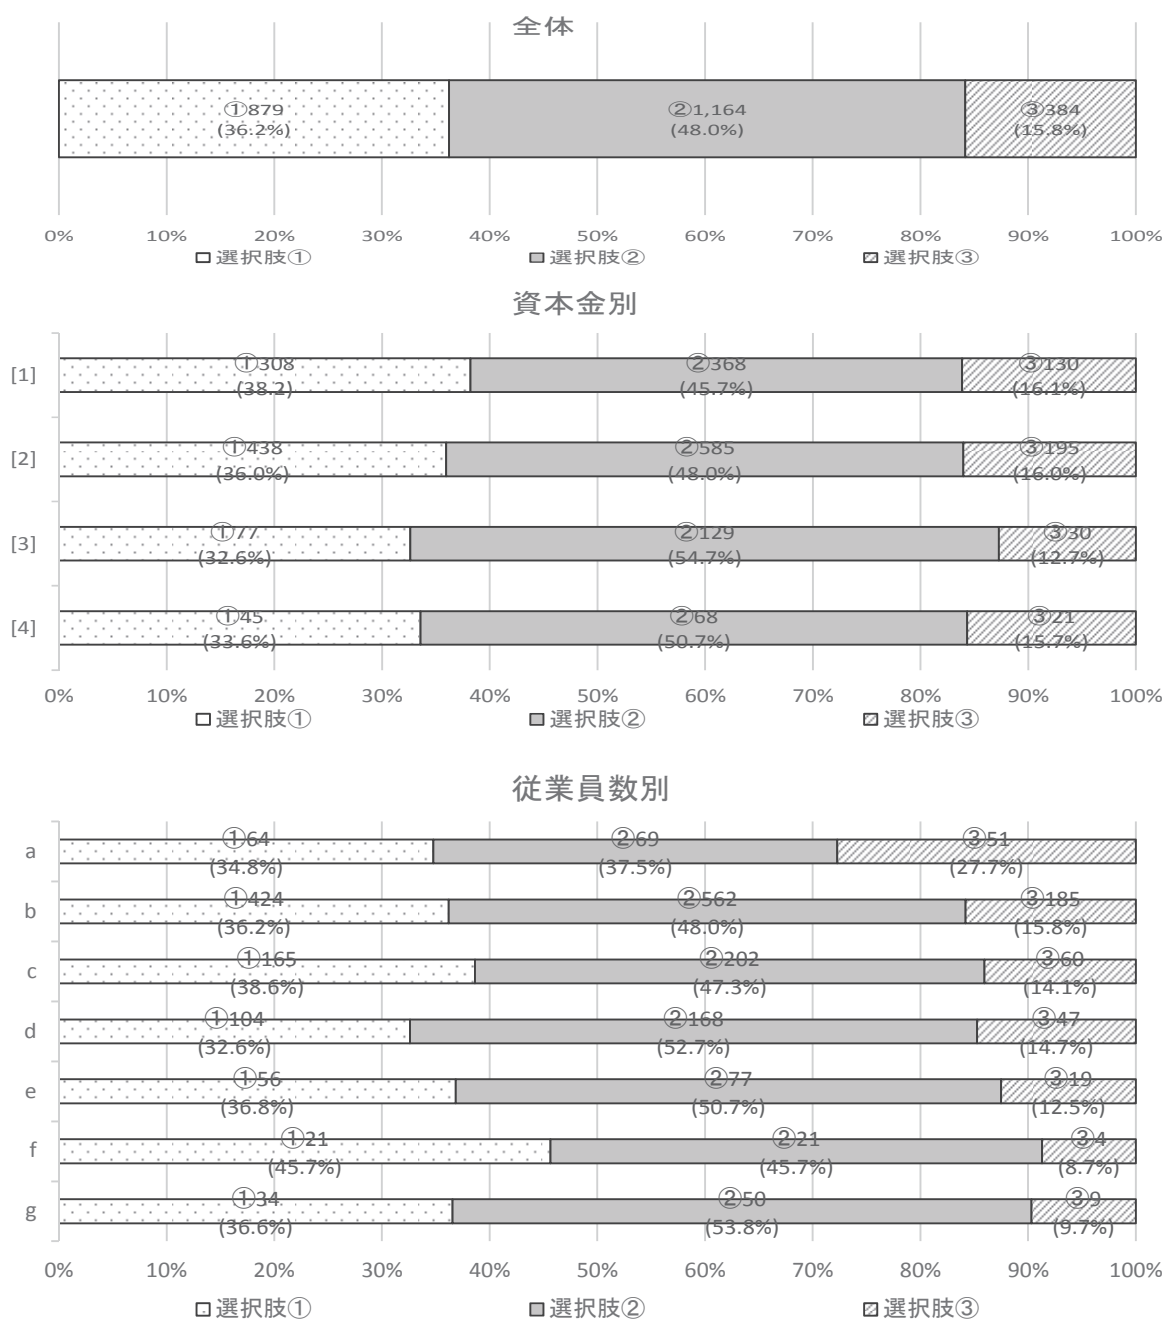 全体
①879 ②1,164 ③384
(36.2%) (48.0%) (15.8%)
0% 10% 20% 30% 40% 50% 60% 70% 80% 90% 100%
選択肢① 選択肢② 選択肢③
資本金別
[1] ①308 ②368 ③130
(38.2) (45.7%) (16.1%)
[2] ①438 ②585 ③195
(36.0%) (48.0%) (16.0%)
[3] ①77 ②129 ③30
(32.6%) (54.7%) (12.7%)
[4] ①45 ②68 ③21
(33.6%) (50.7%) (15.7%)
0% 10% 20% 30% 40% 50% 60% 70% 80% 90% 100%
選択肢① 選択肢② 選択肢③
従業員数別
a ①64 ②69 ③51
(34.8%) (37.5%) (27.7%)
b ①424 ②562 ③185
(36.2%) (48.0%) (15.8%)
c ①165 ②202 ③60
(38.6%) (47.3%) (14.1%)
d ①104 ②168 ③47
(32.6%) (52.7%) (14.7%)
e ①56 ②77 ③19
(36.8%) (50.7%) (12.5%)
f ①21 ②21 ③4
(45.7%) (45.7%) (8.7%)
g ①34 ②50 ③9
(36.6%) (53.8%) (9.7%)
0% 10% 20% 30% 40% 50% 60% 70% 80% 90% 100%
選択肢① 選択肢② 選択肢③